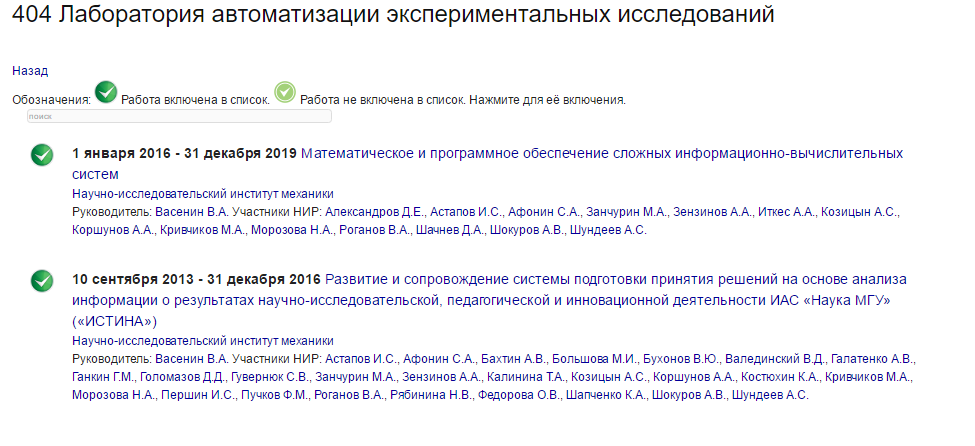 404 Лаборатория автоматизации экспериментальных исследований
Назад
Обозначения: Работа включена в список. Работа не включена в список. Нажмите для её включения.
поиск
1 января 2016 - 31 декабря 2019 Математическое и программное обеспечение сложных информационно-вычислительных
систем
Научно-исследовательский институт механики
Руководитель: Васенин В.А. Участники НИР: Александров Д.Е., Астапов И.С., Афонин С.А., Занчурин М.А., Зензинов А.А., Иткес А.А., Козицын А.С.,
Коршунов А.А., Кривчиков М.А., Морозова Н.А., Роганов В.А., Шачнев Д.А., Шокуров А.В., Шундеев А.С.
10 сентября 2013 - 31 декабря 2016 Развитие и сопровождение системы подготовки принятия решений на основе анализа
информации о результатах научно-исследовательской, педагогической и инновационной деятельности ИАС «Наука МГУ»
(«ИСТИНА»)
Научно-исследовательский институт механики
Руководитель: Васенин В.А. Участники НИР: Астапов И.С., Афонин С.А., Бахтин А.В., Большова М.И., Бухонов В.Ю., Валединский В.Д., Галатенко А.В.,
Ганкин Г.М., Голомазов Д.Д., Гувернюк С.В., Занчурин М.А., Зензинов А.А., Калинина Т.А., Козицын А.С., Коршунов А.А., Костюхин К.А., Кривчиков М.А.,
Морозова Н.А., Першин И.С., Пучков Ф.М., Роганов В.А., Рябинина Н.В., Федорова О.В., Шапченко К.А., Шокуров А.В., Шундеев А.С.